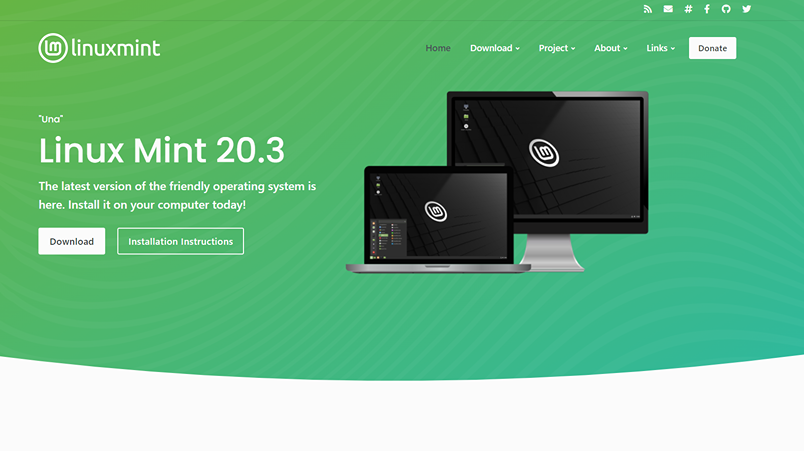 linuxmint
Home Download Project About Links Donate
"Una"
Linux Mint 20.3
The latest version of the friendly operating system is
here. Install it on your computer today!
Download Installation Instructions